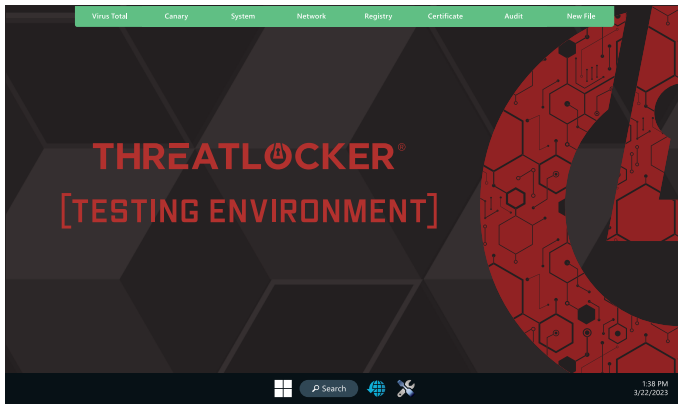 Virus Total Canary System Network Registry Certificate Audit New File
THREATLOCKER®
[TESTING ENVIRONMENT]
Search
1:38 PM
3/22/2023